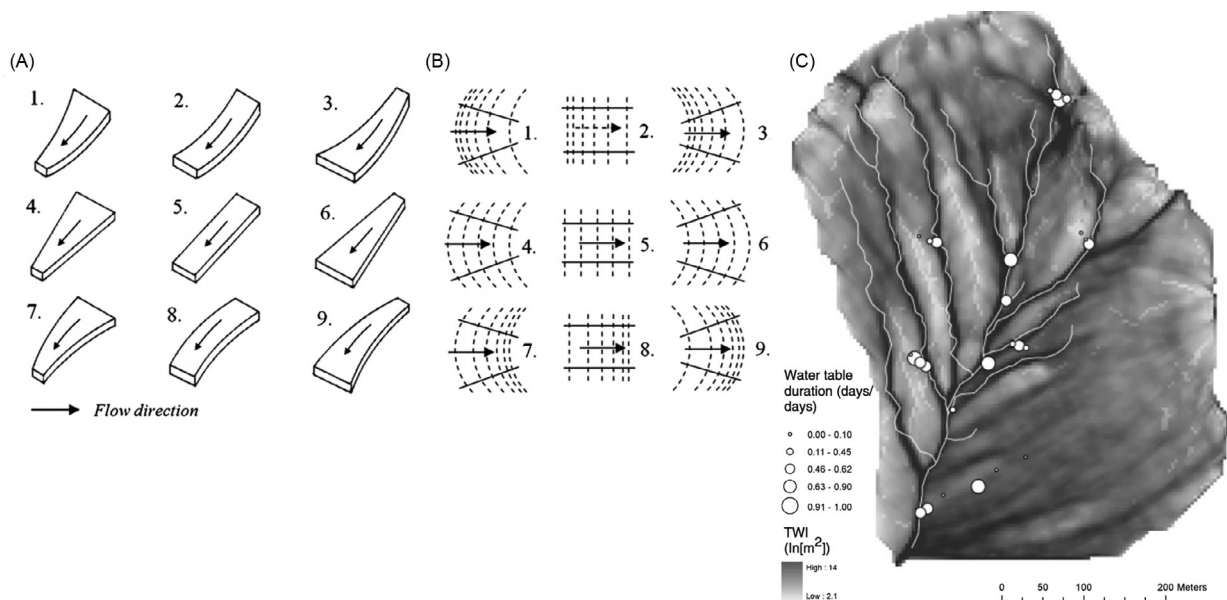 (A)
1.
2.
3.
4.
5.
6.
7.
8.
9.
Flow direction
(B)
1.
2.
3
4.
5.
6
7.
8.
9.
(C)
Water table
duration (days/
days)
0.00 - 0.10
0.11 - 0.45
0.46 - 0.62
0.63 - 0.90
0.91 - 1.00
TWI
(ln[m²])
High : 14
Low : 2.1
0 50 100 200 Meters